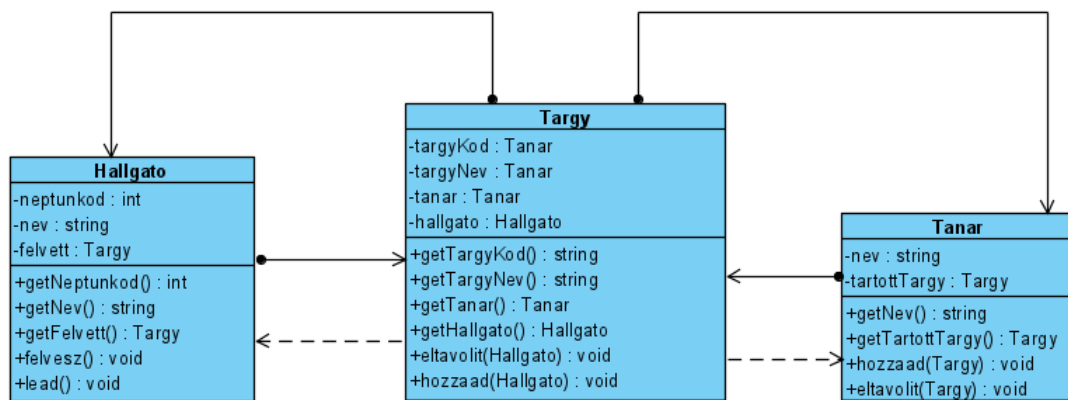 Hallgato
-neptunkod : int
-nev : string
-felvett : Targy
+getNeptunkod() : int
+getNev() : string
+getFelvett() : Targy
+felvesz() : void
+lead() : void
Targy
-targyKod : Tanar
-targyNev : Tanar
-tanar : Tanar
-hallgato : Hallgato
+getTargyKod() : string
+getTargyNev() : string
+getTanar() : Tanar
+getHallgato() : Hallgato
+eltavolit(Hallgato) : void
+hozzaad(Hallgato) : void
Tanar
-nev : string
-tartottTargy : Targy
+getNev() : string
+getTartottTargy() : Targy
+hozzaad(Targy) : void
+eltavolit(Targy) : void